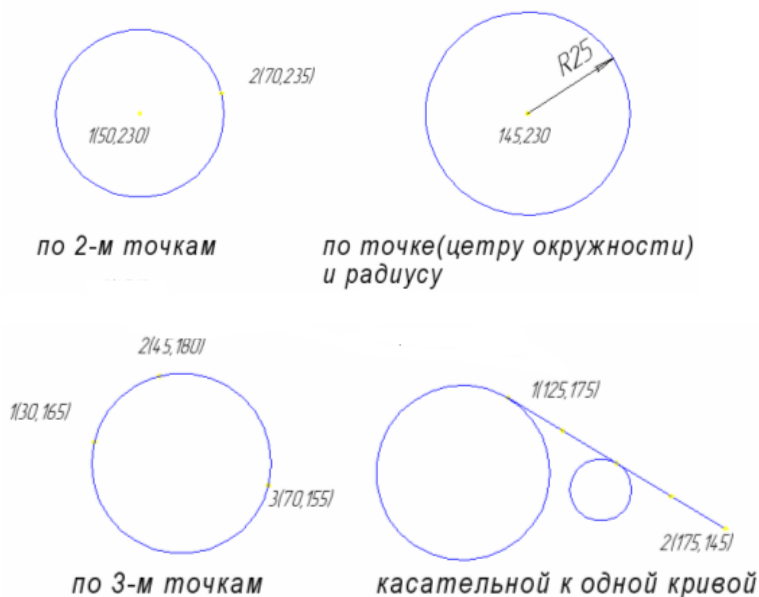 2(70,235)
1(50,230)
R25
145,230
по 2-м точкам
по точке(цетру окружности)
и радиусу
2(45,180)
1(30,165)
3(70,155)
1(125,175)
2(175,145)
по 3-м точкам
касательной к одной кривой